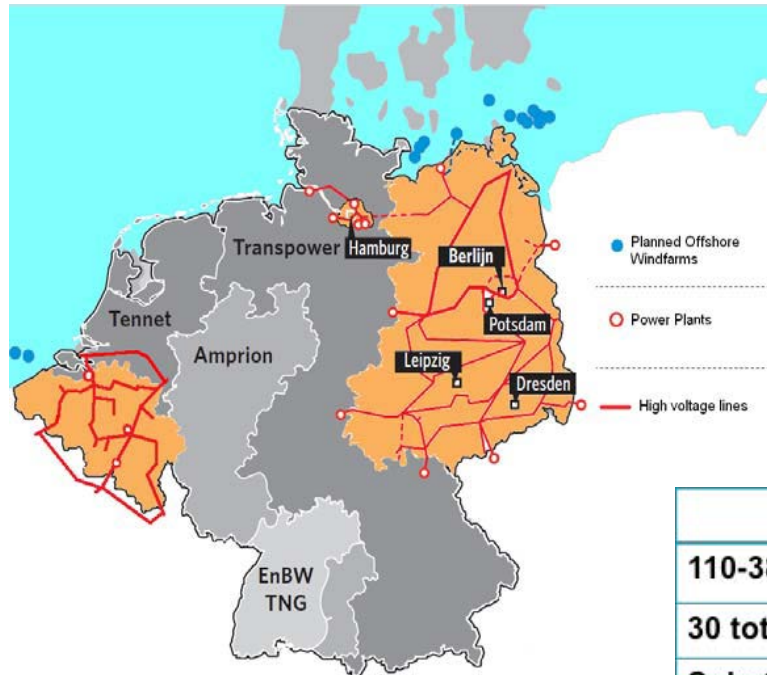 Transpower
Hamburg
Berlijn
Tennet
Potsdam
Amprion
Leipzig
Dresden
EnBW
TNG
Planned Offshore
Windfarms
Power Plants
High voltage lines
110-
30 tot